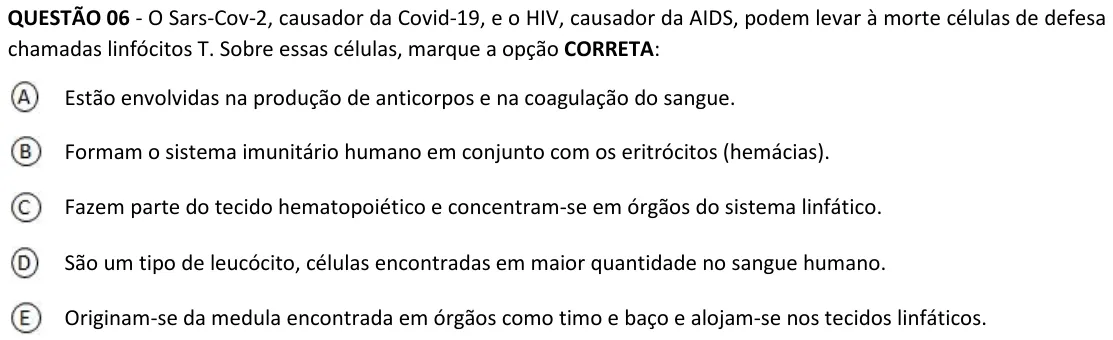 QUESTÃO 06 - O Sars-Cov-2, causador da Covid-19, e o HIV, causador da AIDS, podem levar à morte células de defesa
chamadas linfócitos T. Sobre essas células, marque a opção CORRETA:
A Estão envolvidas na produção de anticorpos e na coagulação do sangue.
B Formam o sistema imunitário humano em conjunto com os eritrócitos (hemácias).
C Fazem parte do tecido hematopoiético e concentram-se em órgãos do sistema linfático.
D São um tipo de leucócito, células encontradas em maior quantidade no sangue humano.
E Originam-se da medula encontrada em órgãos como timo e baço e alojam-se nos tecidos linfáticos.